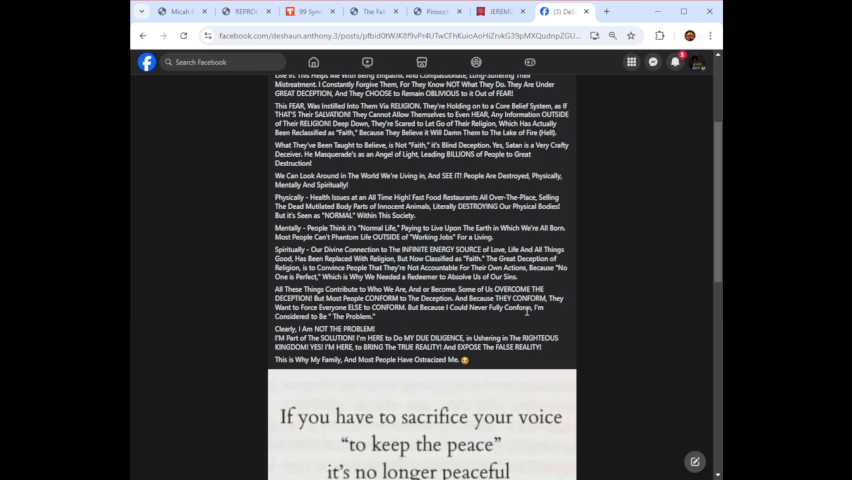 Micah
REPROC
99 Syno
The Fall
Pinocch
JEREMI
(3) DeS
facebook.com/deshaun.anthony.3/posts/
Search Facebook
3
Live In. This Helps Me With Being Empathic And Compassionate, Long-Suffering Their
Mistreatment. I Constantly Forgive Them, For They Know NOT What They Do. They Are Under
GREAT DECEPTION, And They CHOOSE to Remain OBLIVIOUS to it Out of FEAR!
This FEAR, Was Instilled Into Them Via RELIGION. They're Holding on to a Core Belief System, as IF
THAT'S Their SALVATION! They Cannot Allow Themselves to Even HEAR, Any Information OUTSIDE
of Their RELIGION! Deep Down, They're Scared to Let Go of Their Religion, Which Has Actually
Been Reclassified as "Faith," Because They Believe it Will Damn Them to The Lake of Fire (Hell).
What They've Been Taught to Believe, is Not "Faith," it's Blind Deception. Yes, Satan is a Very Crafty
Deceiver. He Masquerade's as an Angel of Light, Leading BILLIONS of People to Great
Destruction!
We Can Look Around in The World We're Living in, And SEE IT! People Are Destroyed, Physically,
Mentally And Spiritually!
Physically - Health Issues at an All Time High! Fast Food Restaurants All Over-The-Place, Selling
The Dead Mutilated Body Parts of Innocent Animals, Literally DESTROYING Our Physical Bodies!
But it's Seen as "NORMAL" Within This Society.
Mentally - People Think it's "Normal Life," Paying to Live Upon The Earth in Which We're All Born.
Most People Can't Phantom Life OUTSIDE of "Working Jobs" For a Living.
Spiritually - Our Divine Connection to The INFINITE ENERGY SOURCE of Love, Life And All Things
Good, Has Been Replaced With Religion, But Now Classified as "Faith." The Great Deception of
Religion, is to Convince People That They're Not Accountable For Their Own Actions, Because "No
One is Perfect," Which is Why We Needed a Redeemer to Absolve Us of Our Sins.
All These Things Contribute to Who We Are, And or Become. Some of Us OVERCOME THE
DECEPTION! But Most People CONFORM to The Deception. And Because THEY CONFORM, They
Want to Force Everyone ELSE to CONFORM. But Because I Could Never Fully Conform, I'm
Considered to Be " The Problem."
Clearly, I Am NOT THE PROBLEM!
I'M Part of The SOLUTION! I'm HERE to Do MY DUE DILIGENCE, in Ushering in The RIGHTEOUS
KINGDOM! YES! I'M HERE, to BRING The TRUE REALITY! And EXPOSE The FALSE REALITY!
This is Why My Family, And Most People Have Ostracized Me. 🥹
If you have to sacrifice your voice
"to keep the peace"
it's no longer peaceful